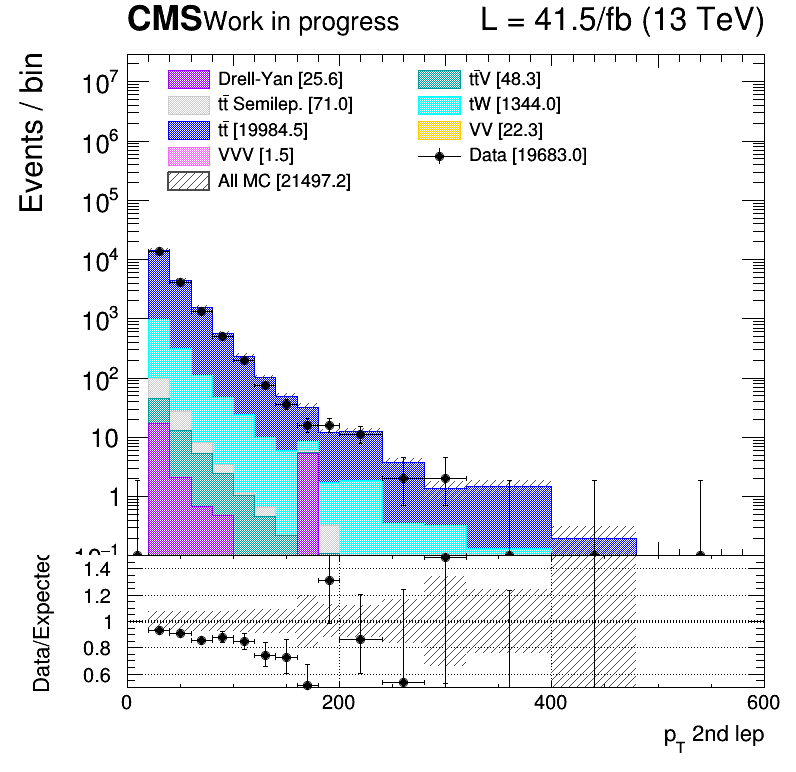 CMS Work in progress L = 41.5/fb (13 TeV)
Events / bin
10⁷
10⁶
10⁵
10⁴
10³
10²
10
1
10⁻¹
Drell-Yan [25.6]
tt̄ Semilep. [71.0]
tt̄ [19984.5]
VVV [1.5]
All MC [21497.2]
tt̄V [48.3]
tW [1344.0]
VV [22.3]
Data [19683.0]
Data/Expected
1.4
1.2
1
0.8
0.6
0 200 400 600
p_T 2nd lep